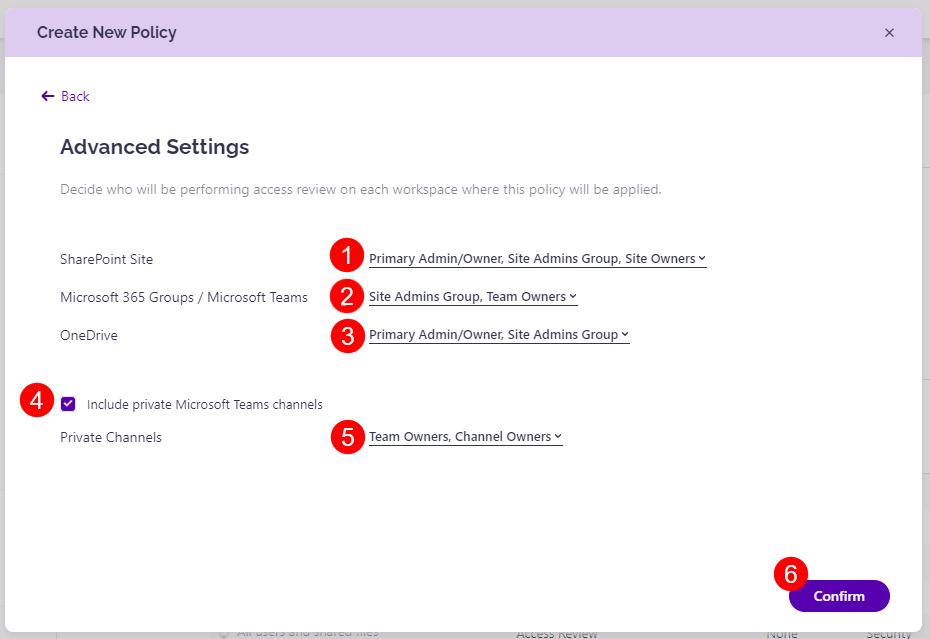 Create New Policy ×
← Back
Advanced Settings
Decide who will be performing access review on each workspace where this policy will be applied.
SharePoint Site 1 Primary Admin/Owner, Site Admins Group, Site Owners
Microsoft 365 Groups / Microsoft Teams 2 Site Admins Group, Team Owners
OneDrive 3 Primary Admin/Owner, Site Admins Group
4 Include private Microsoft Teams channels
Private Channels 5 Team Owners, Channel Owners
6
Confirm
All users and shared files Access Review None Security